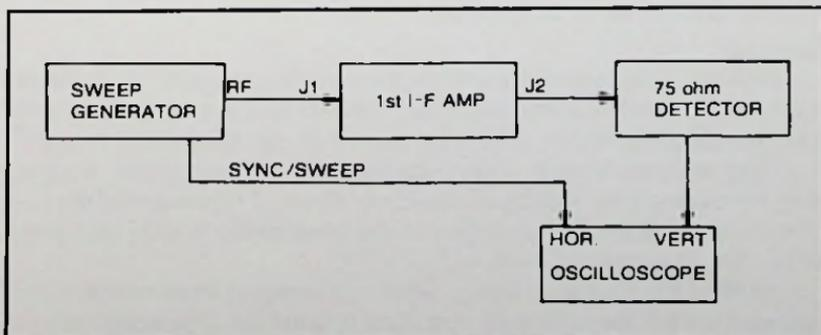 SWEEP
GENERATOR
RF
J1
1st I-F AMP
J2
75 ohm
DETECTOR
SYNC/SWEEP
HOR.
VERT
OSCILLOSCOPE